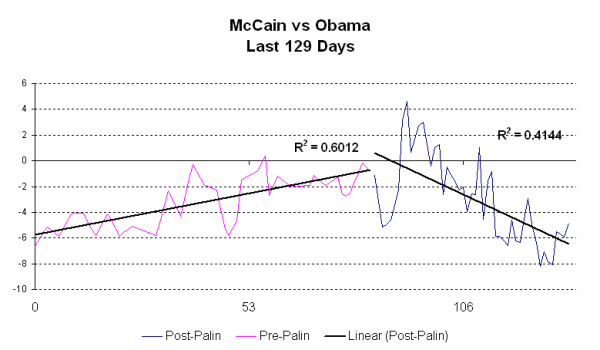 McCain vs Obama
Last 129 Days
6
4
2
0
-2
-4
-6
-8
-10
R² = 0.6012
R² = 0.4144
0 53 106
Post-Palin Pre-Palin Linear (Post-Palin)